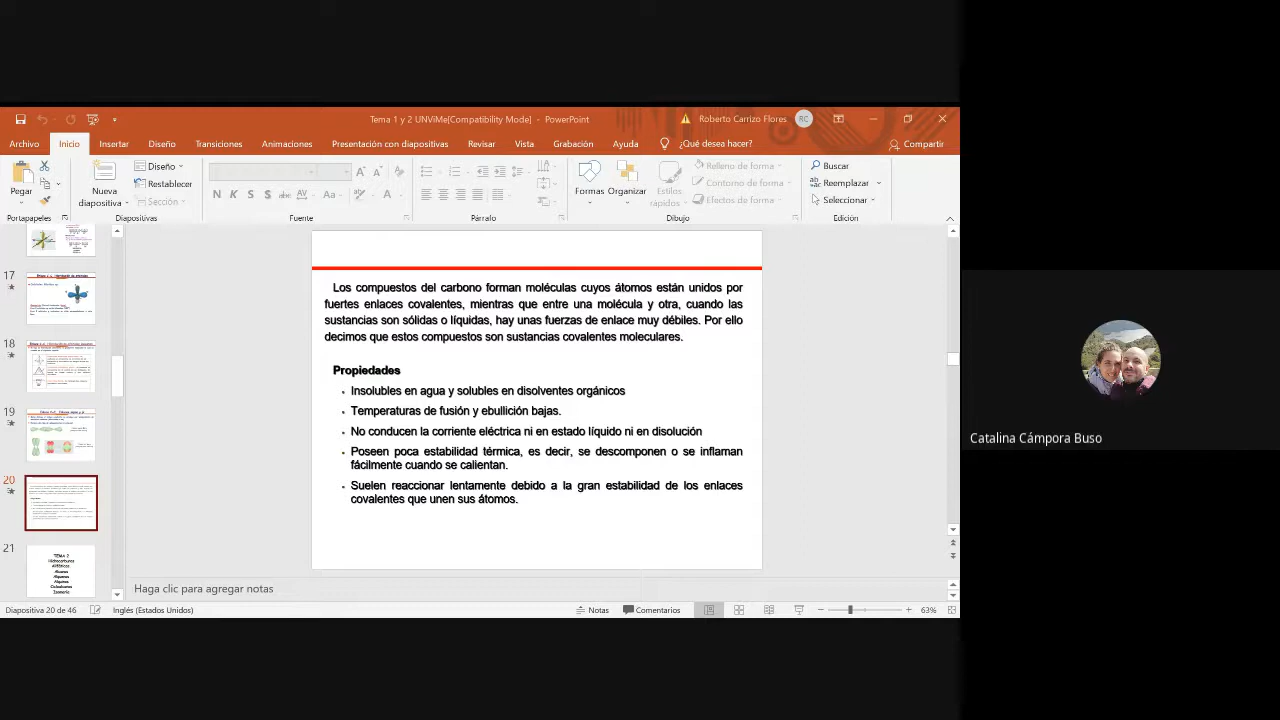 Tema 1 y 2 UNViMe[Compatibility Mode] - PowerPoint
Roberto Carrizo Flores
RC
Archivo Inicio Insertar Diseño Transiciones Animaciones Presentación con diapositivas Revisar Vista Grabación Ayuda ¿Qué desea hacer? Compartir
Pegar
Nueva diapositiva
Diseño
Restablecer
Sección
N K S S abc AV Aa A
Formas Organizar Estilos rápidos
Relleno de forma
Contorno de forma
Efectos de forma
Buscar
Reemplazar
Seleccionar
Portapapeles Diapositivas Fuente Párrafo Dibujo Edición
17
18
19
20
21
TEMA 2
Hidrocarburos
Alifáticos
Alcanos
Alquenos
Alquinos
Cicloalcanos
Isomería
Los compuestos del carbono forman moléculas cuyos átomos están unidos por
fuertes enlaces covalentes, mientras que entre una molécula y otra, cuando las
sustancias son sólidas o líquidas, hay unas fuerzas de enlace muy débiles. Por ello
decimos que estos compuestos son sustancias covalentes moleculares.
Propiedades
Insolubles en agua y solubles en disolventes orgánicos
Temperaturas de fusión y ebullición bajas.
No conducen la corriente eléctrica ni en estado líquido ni en disolución
Poseen poca estabilidad térmica, es decir, se descomponen o se inflaman
fácilmente cuando se calientan.
Suelen reaccionar lentamente debido a la gran estabilidad de los enlaces
covalentes que unen sus átomos.
Haga clic para agregar notas
Diapositiva 20 de 46 Inglés (Estados Unidos) Notas Comentarios 63%
Catalina Cámpora Buso